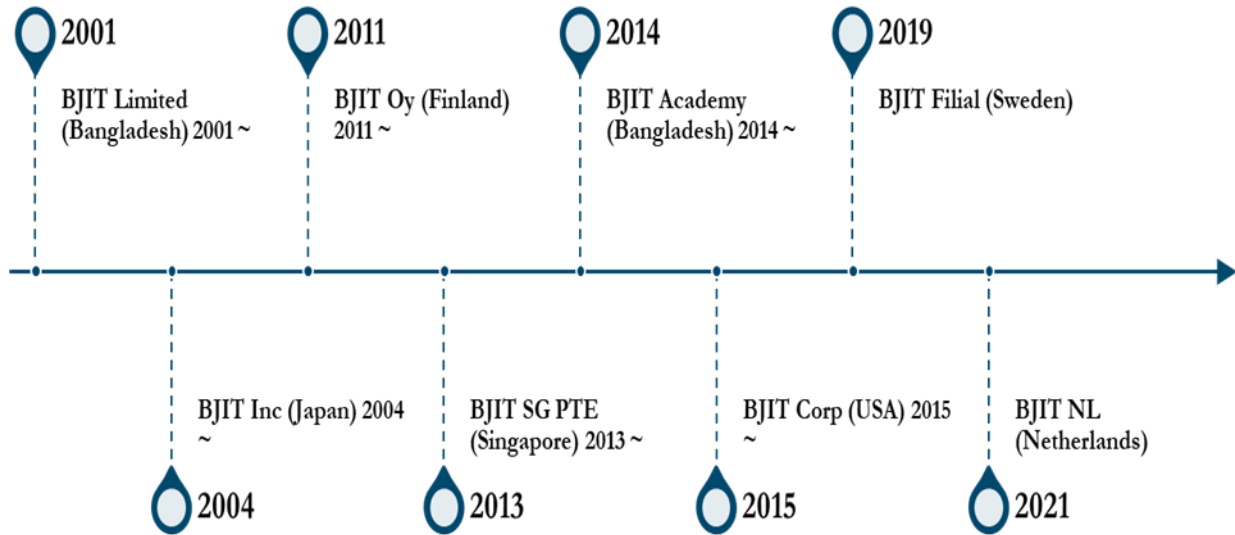 2001
BJIT Limited
(Bangladesh) 2001 ~
2011
BJIT Oy (Finland)
2011 ~
2014
BJIT Academy
(Bangladesh) 2014 ~
2019
BJIT Filial (Sweden)
BJIT Inc (Japan) 2004
~
2004
BJIT SG PTE
(Singapore) 2013 ~
2013
BJIT Corp (USA) 2015
~
2015
BJIT NL
(Netherlands)
2021